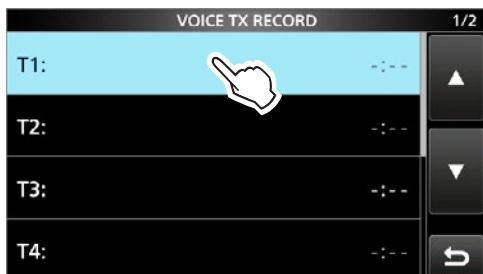 VOICE TX RECORD 1/2
T1: -:--
T2: -:--
T3: -:--
T4: -:--